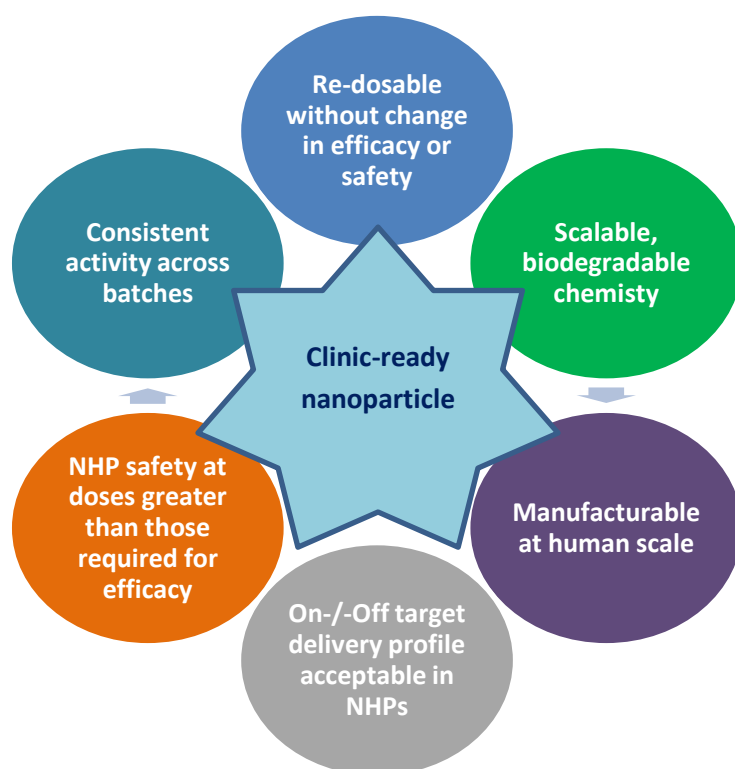 Re-dosable
without change
in efficacy or
safety
Consistent
activity across
batches
Scalable,
biodegradable
chemisty
Clinic-ready
nanoparticle
NHP safety at
doses greater
than those
required for
efficacy
Manufacturable
at human scale
On-/-Off target
delivery profile
acceptable in
NHPs